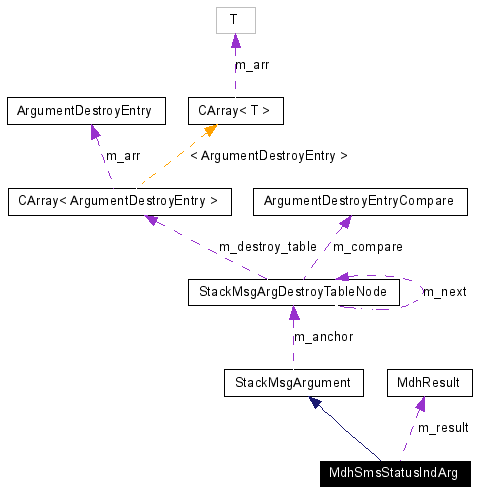 T
m_arr
ArgumentDestroyEntry
CArray< T >
m_arr
< ArgumentDestroyEntry >
CArray< ArgumentDestroyEntry >
ArgumentDestroyEntryCompare
m_destroy_table
m_compare
StackMsgArgDestroyTableNode
m_next
m_anchor
StackMsgArgument
MdhResult
m_result
MdhSmsStatusIndArg